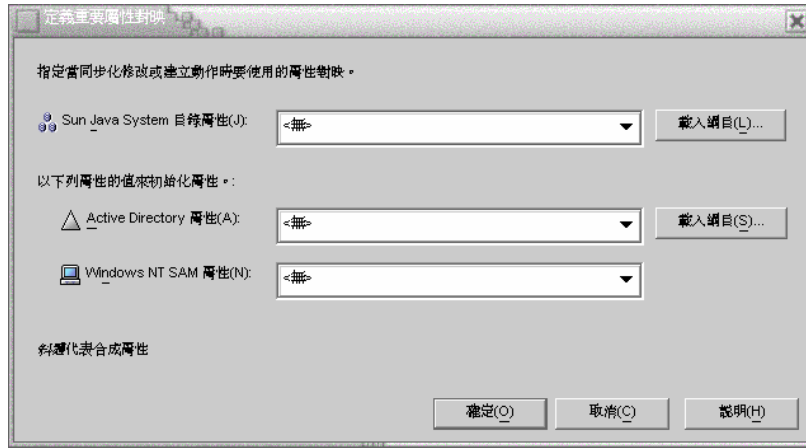 定義重要屬性對映
指定當同步化修改或建立動作時要使用的屬性對映。
Sun Java System 目錄屬性(J):
<無>
載入綱目(L)...
以下列屬性的值來初始化屬性。:
Active Directory 屬性(A):
<無>
載入綱目(S)...
Windows NT SAM 屬性(N):
<無>
斜體代表合成屬性
確定(O)
取消(C)
說明(H)